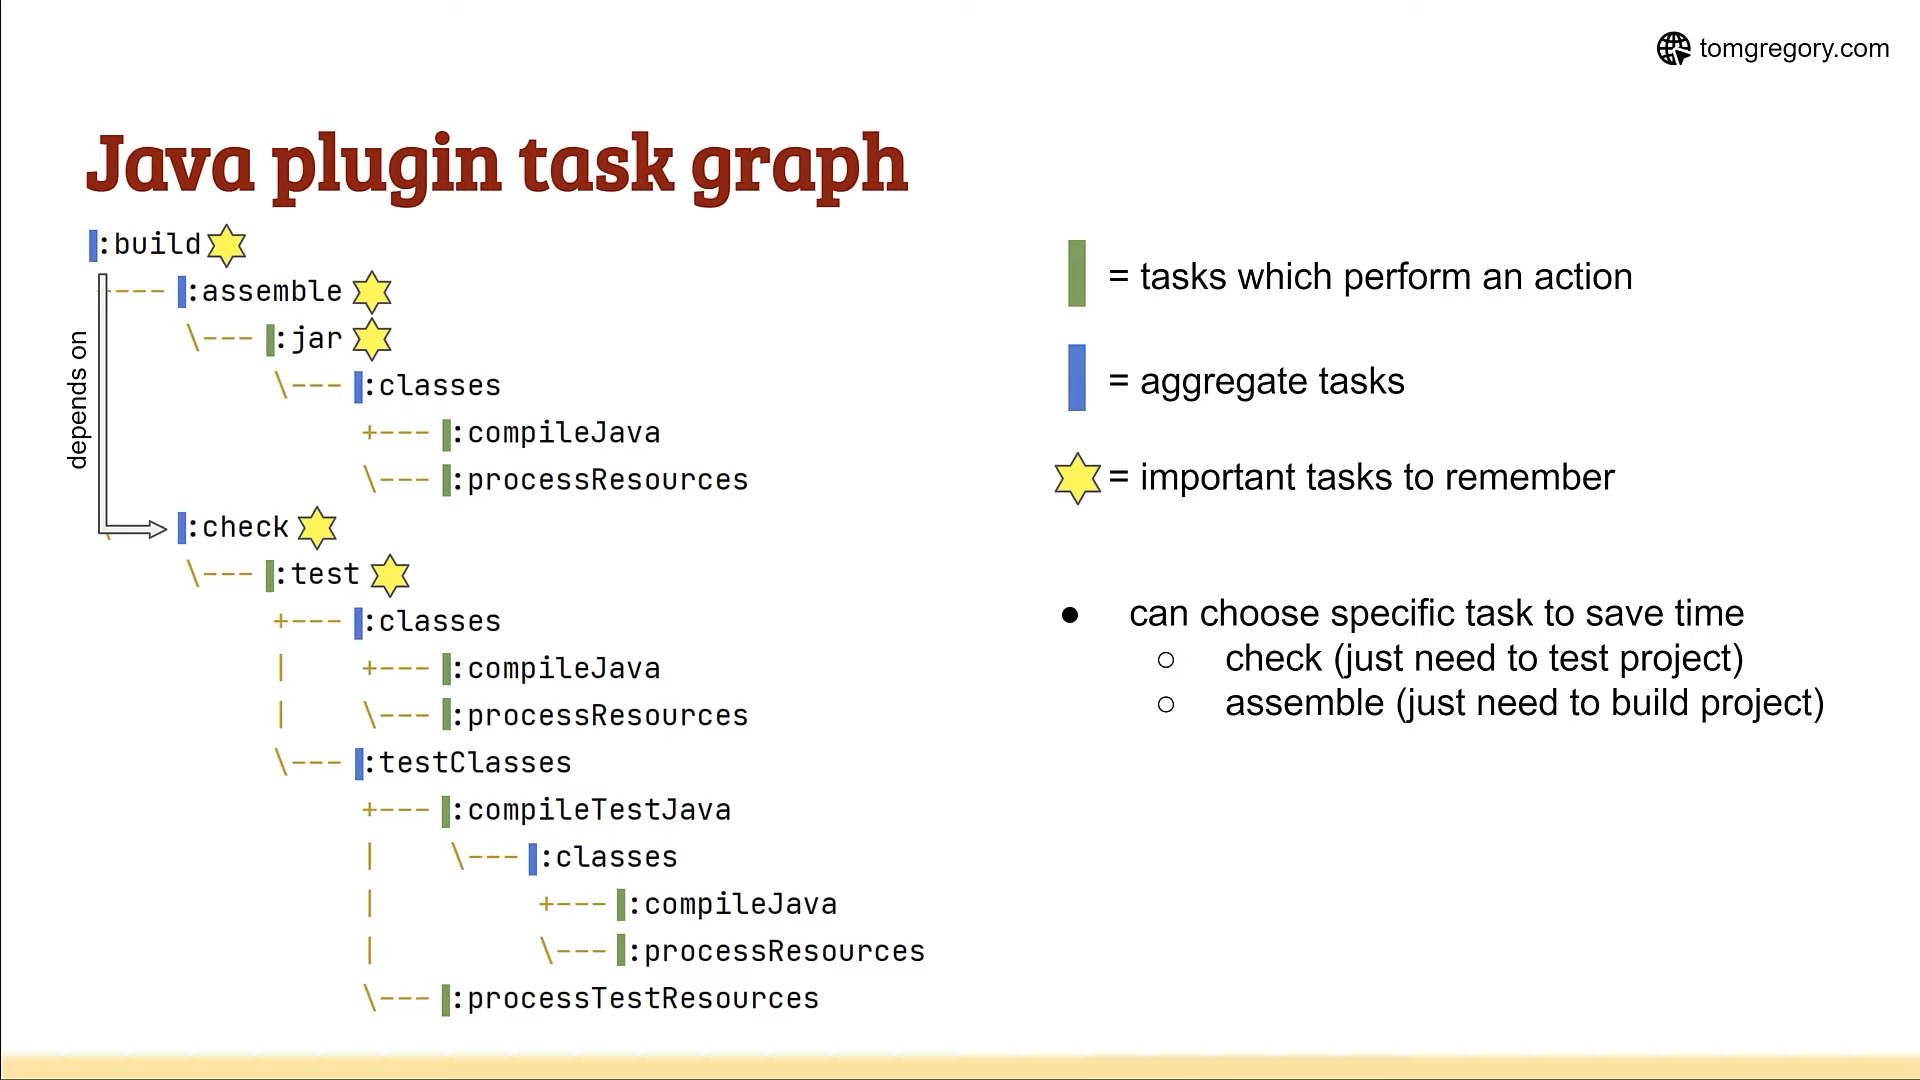 tomgregory.com
Java plugin task graph
:build
---- :assemble
\--- :jar
\--- :classes
+--- :compileJava
\--- :processResources
depends on
:check
\--- :test
+--- :classes
| +--- :compileJava
| \--- :processResources
\--- :testClasses
+--- :compileTestJava
| \--- :classes
| +--- :compileJava
| \--- :processResources
\--- :processTestResources
= tasks which perform an action
= aggregate tasks
= important tasks to remember
● can choose specific task to save time
○ check (just need to test project)
○ assemble (just need to build project)